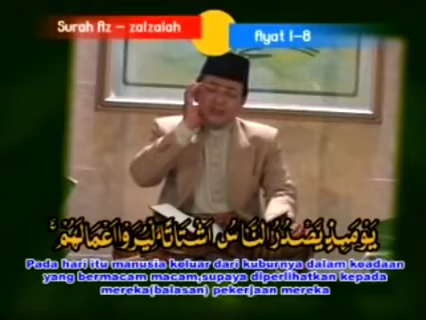 Surah Az - zalzalah
Ayat 1-8
يَوْمَئِذٍ يَصْدُرُ النَّاسُ أَشْتَاتًا لِيُرَوْا أَعْمَالَهُمْ ۚ
Pada hari itu manusia keluar dari kuburnya dalam keadaan
yang bermacam macam,supaya diperlihatkan kepada
mereka(balasan) pekerjaan mereka